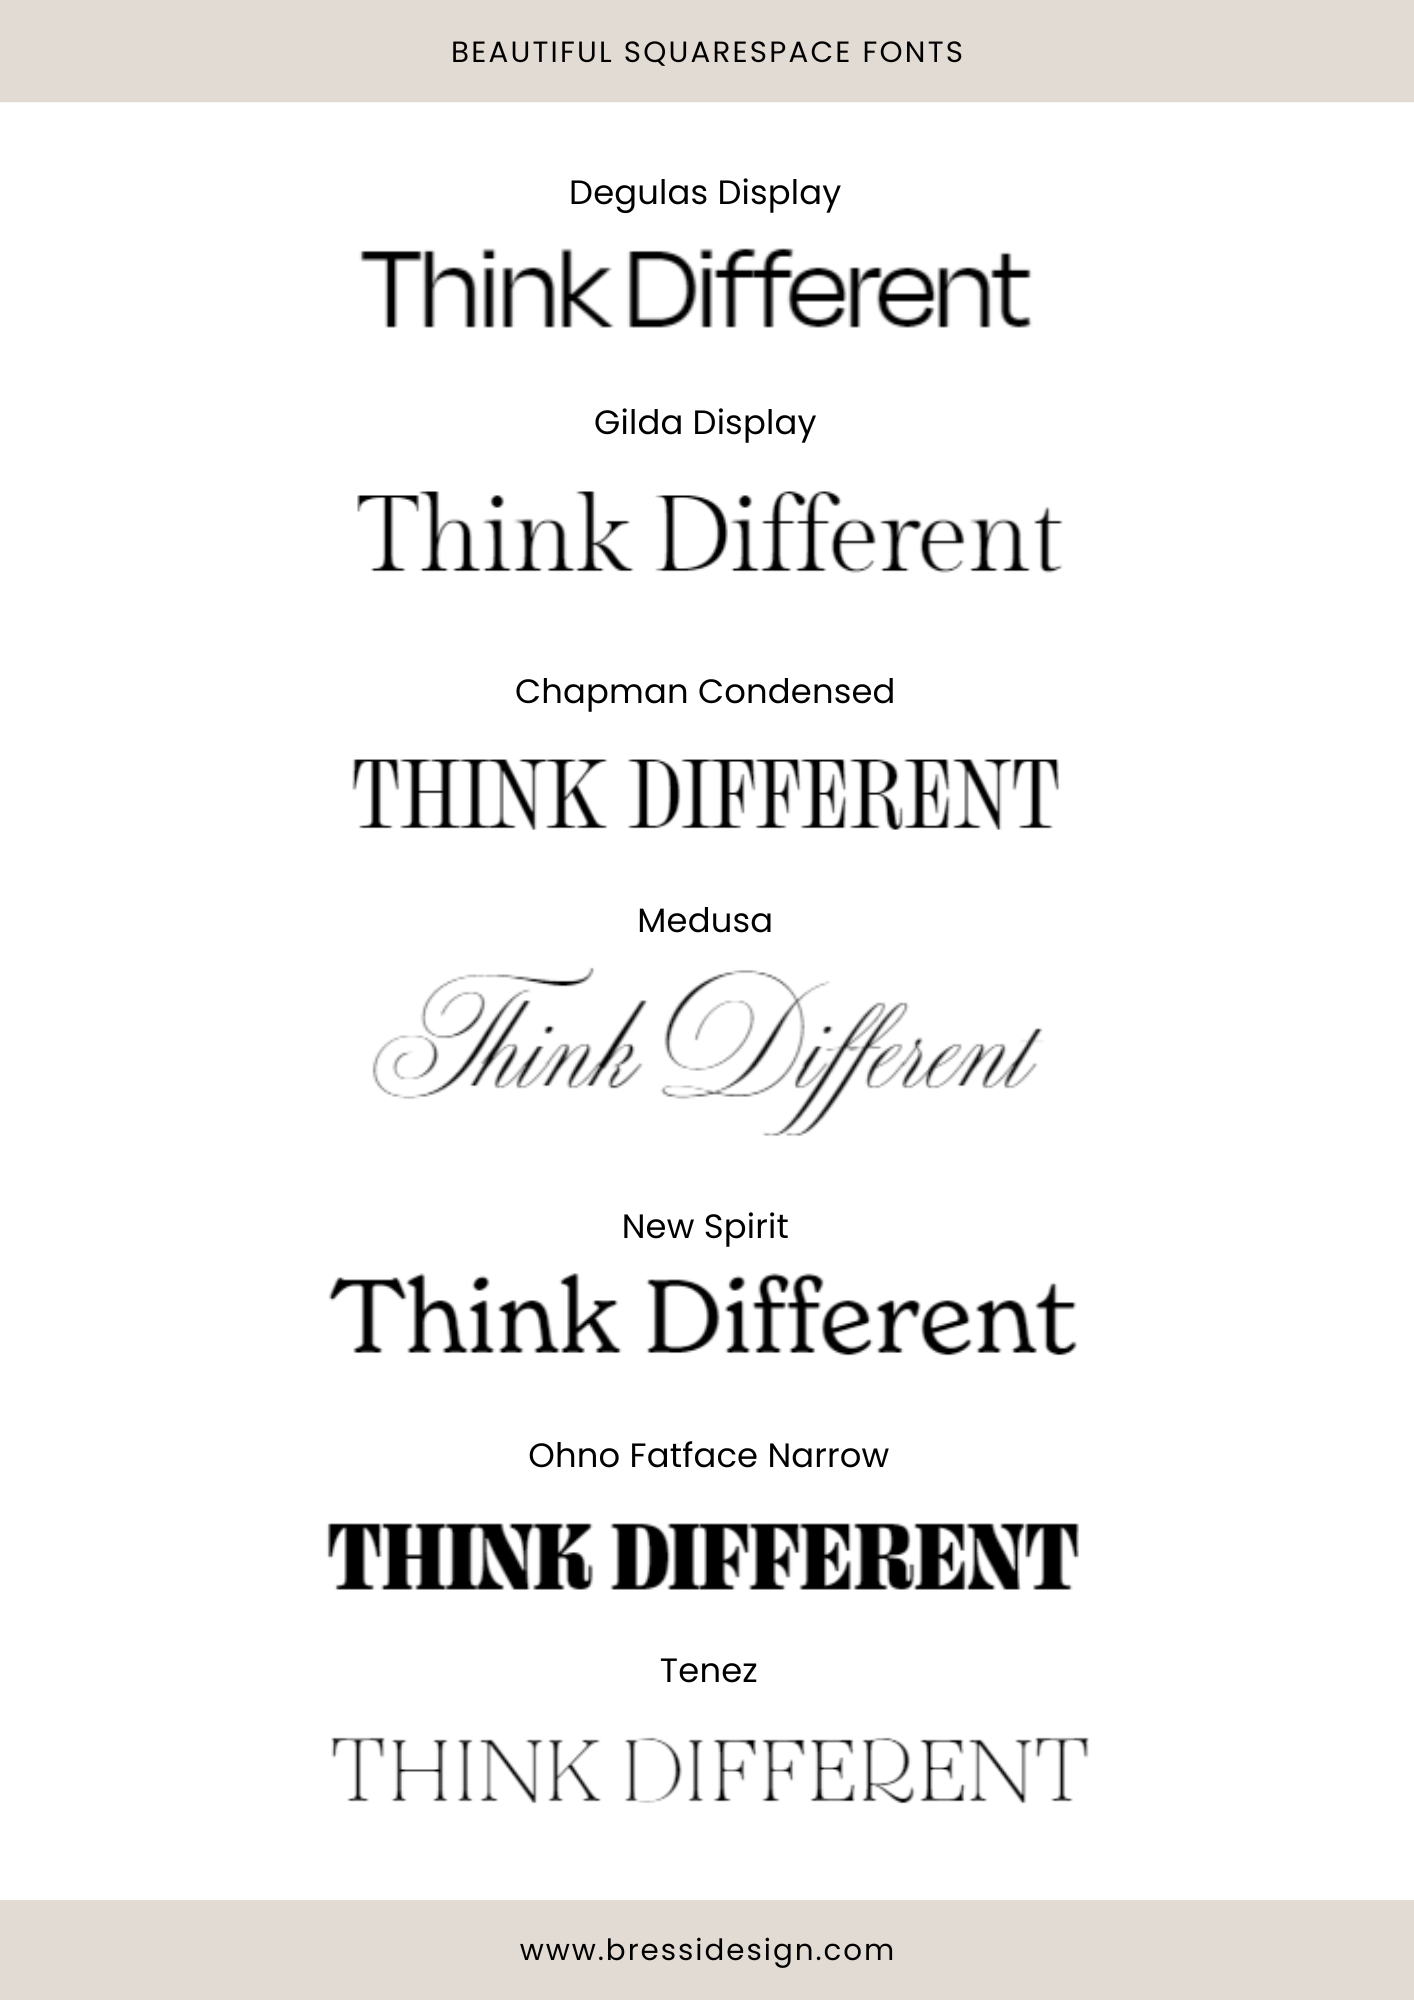 BEAUTIFUL SQUARESPACE FONTS
Degulas Display
Think Different
Gilda Display
Think Different
Chapman Condensed
THINK DIFFERENT
Medusa
Think Different
New Spirit
Think Different
Ohno Fatface Narrow
THINK DIFFERENT
Tenez
THINK DIFFERENT
www.bressidesign.com